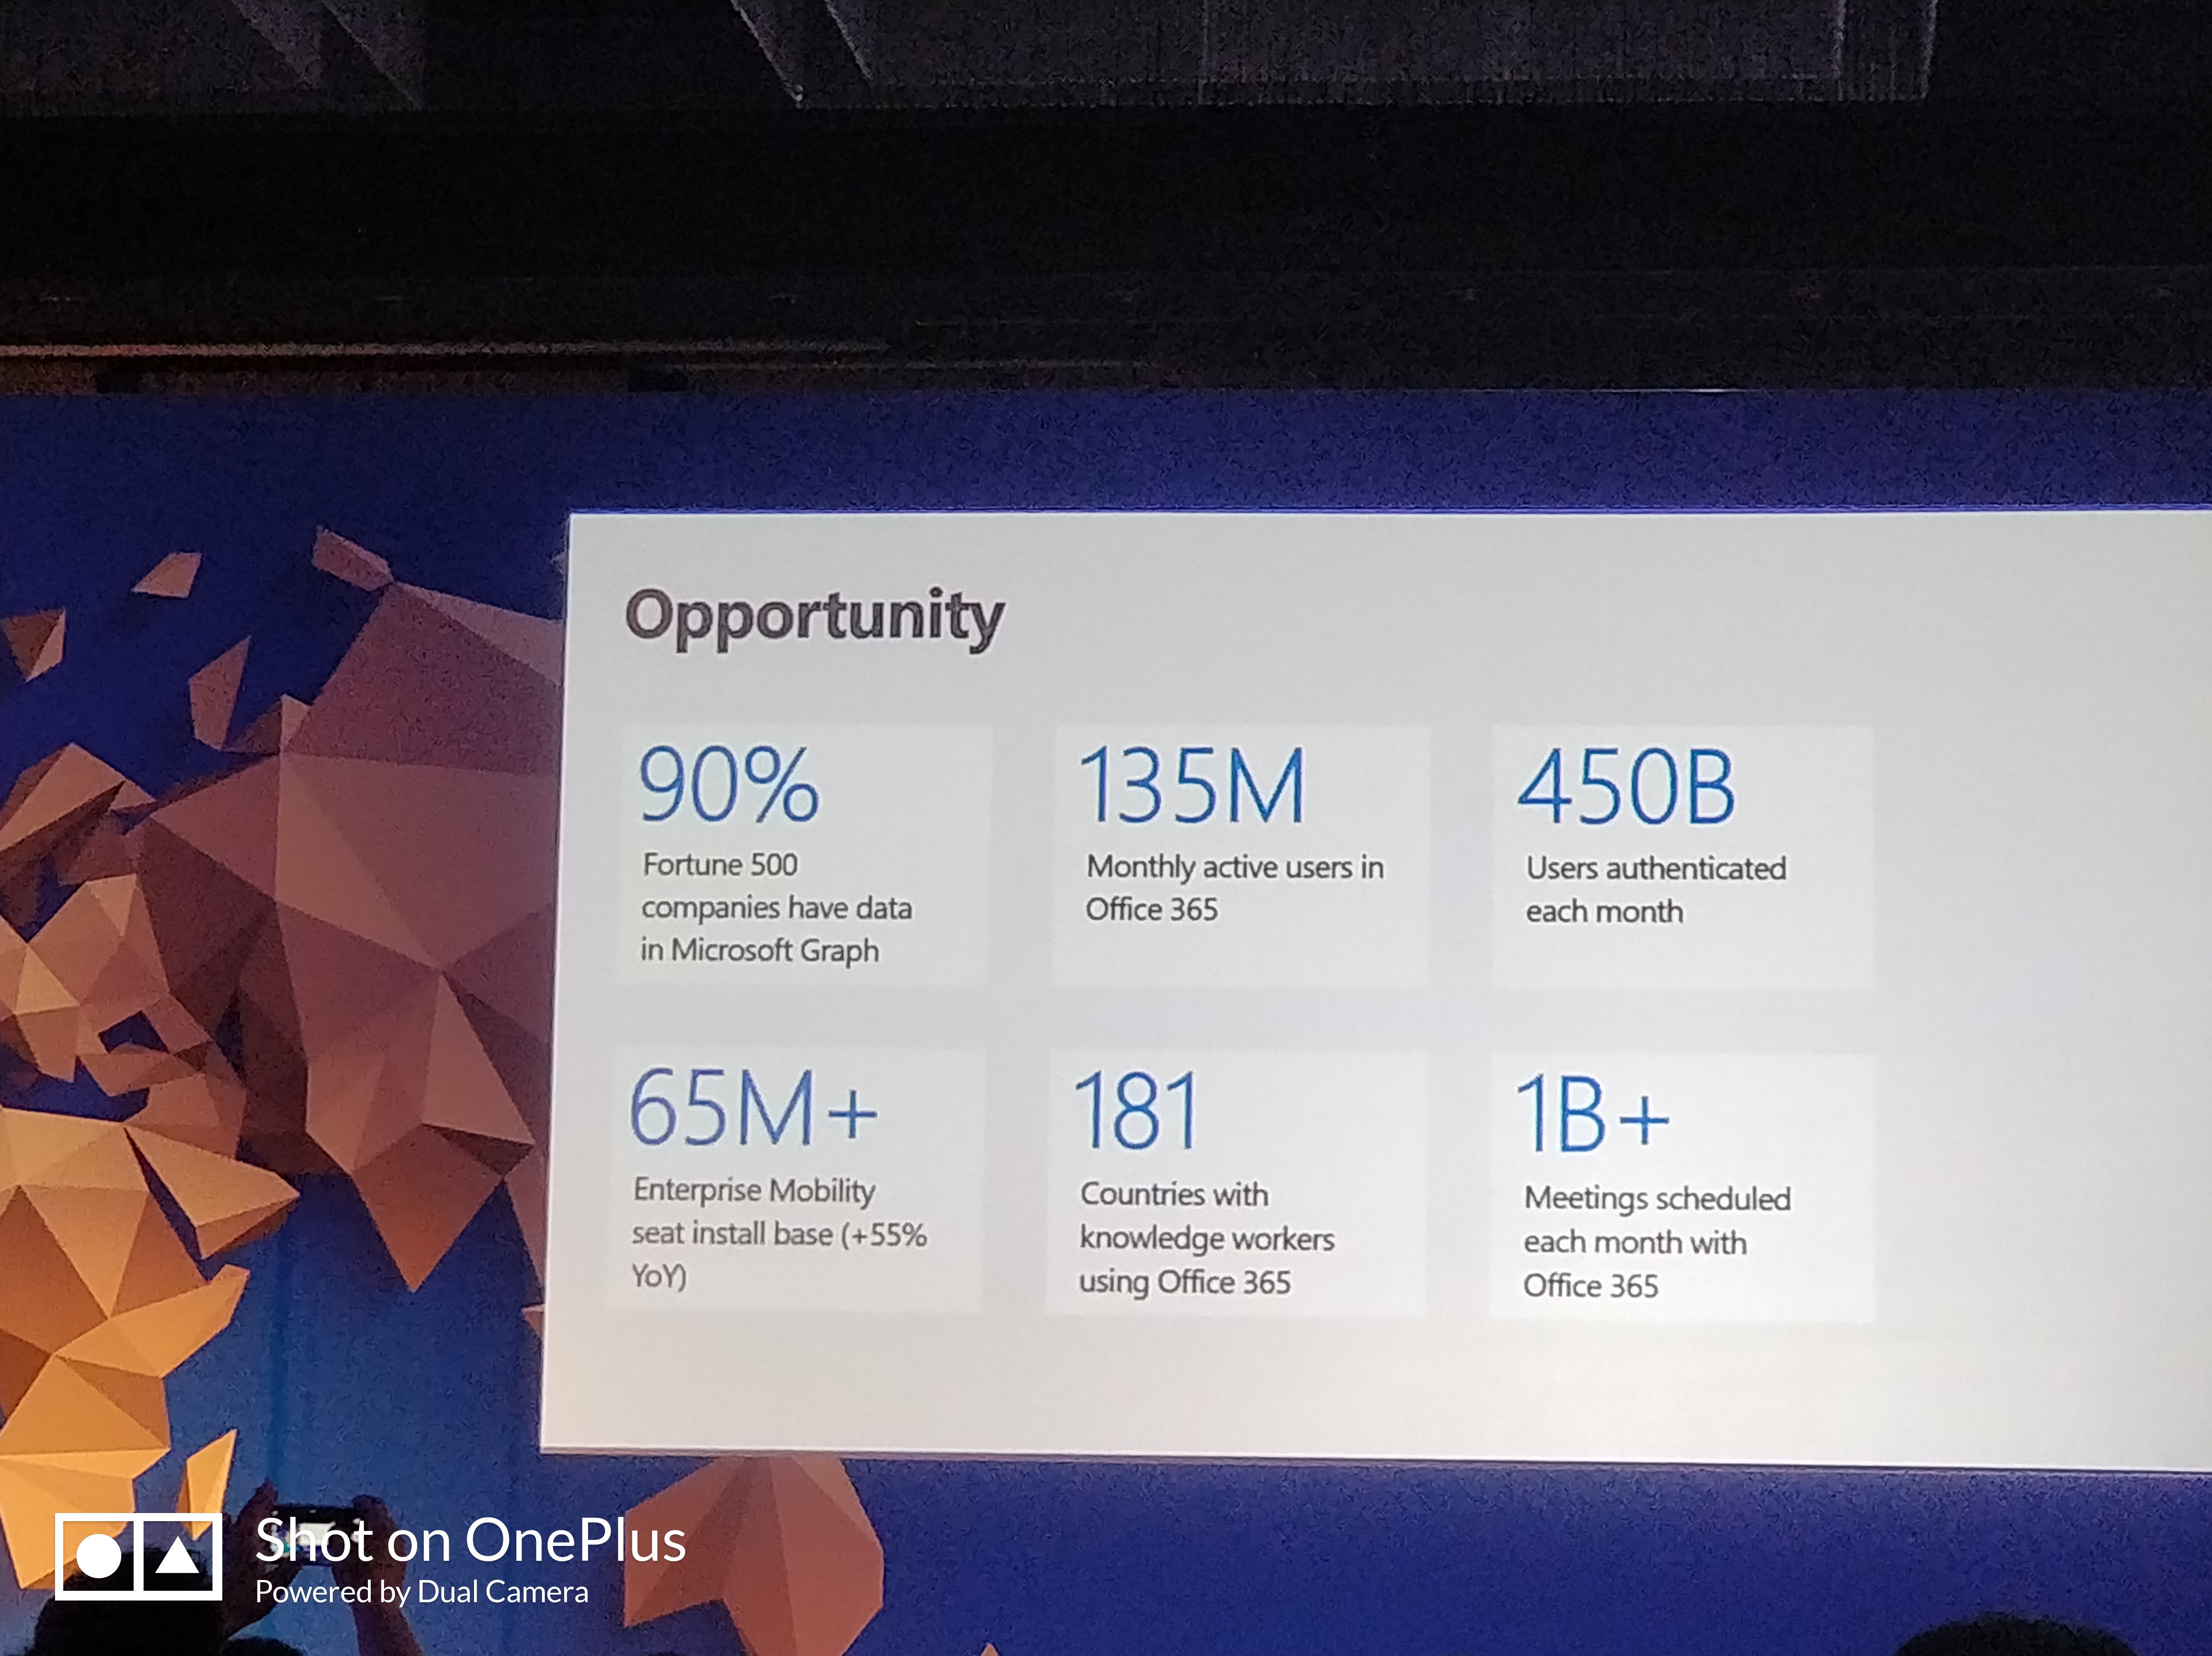 Opportunity
90%
Fortune 500
companies have data
in Microsoft Graph
135M
Monthly active users in
Office 365
450B
Users authenticated
each month
65M+
Enterprise Mobility
seat install base (+55%
YoY)
181
Countries with
knowledge workers
using Office 365
1B+
Meetings scheduled
each month with
Office 365
Shot on OnePlus
Powered by Dual Camera